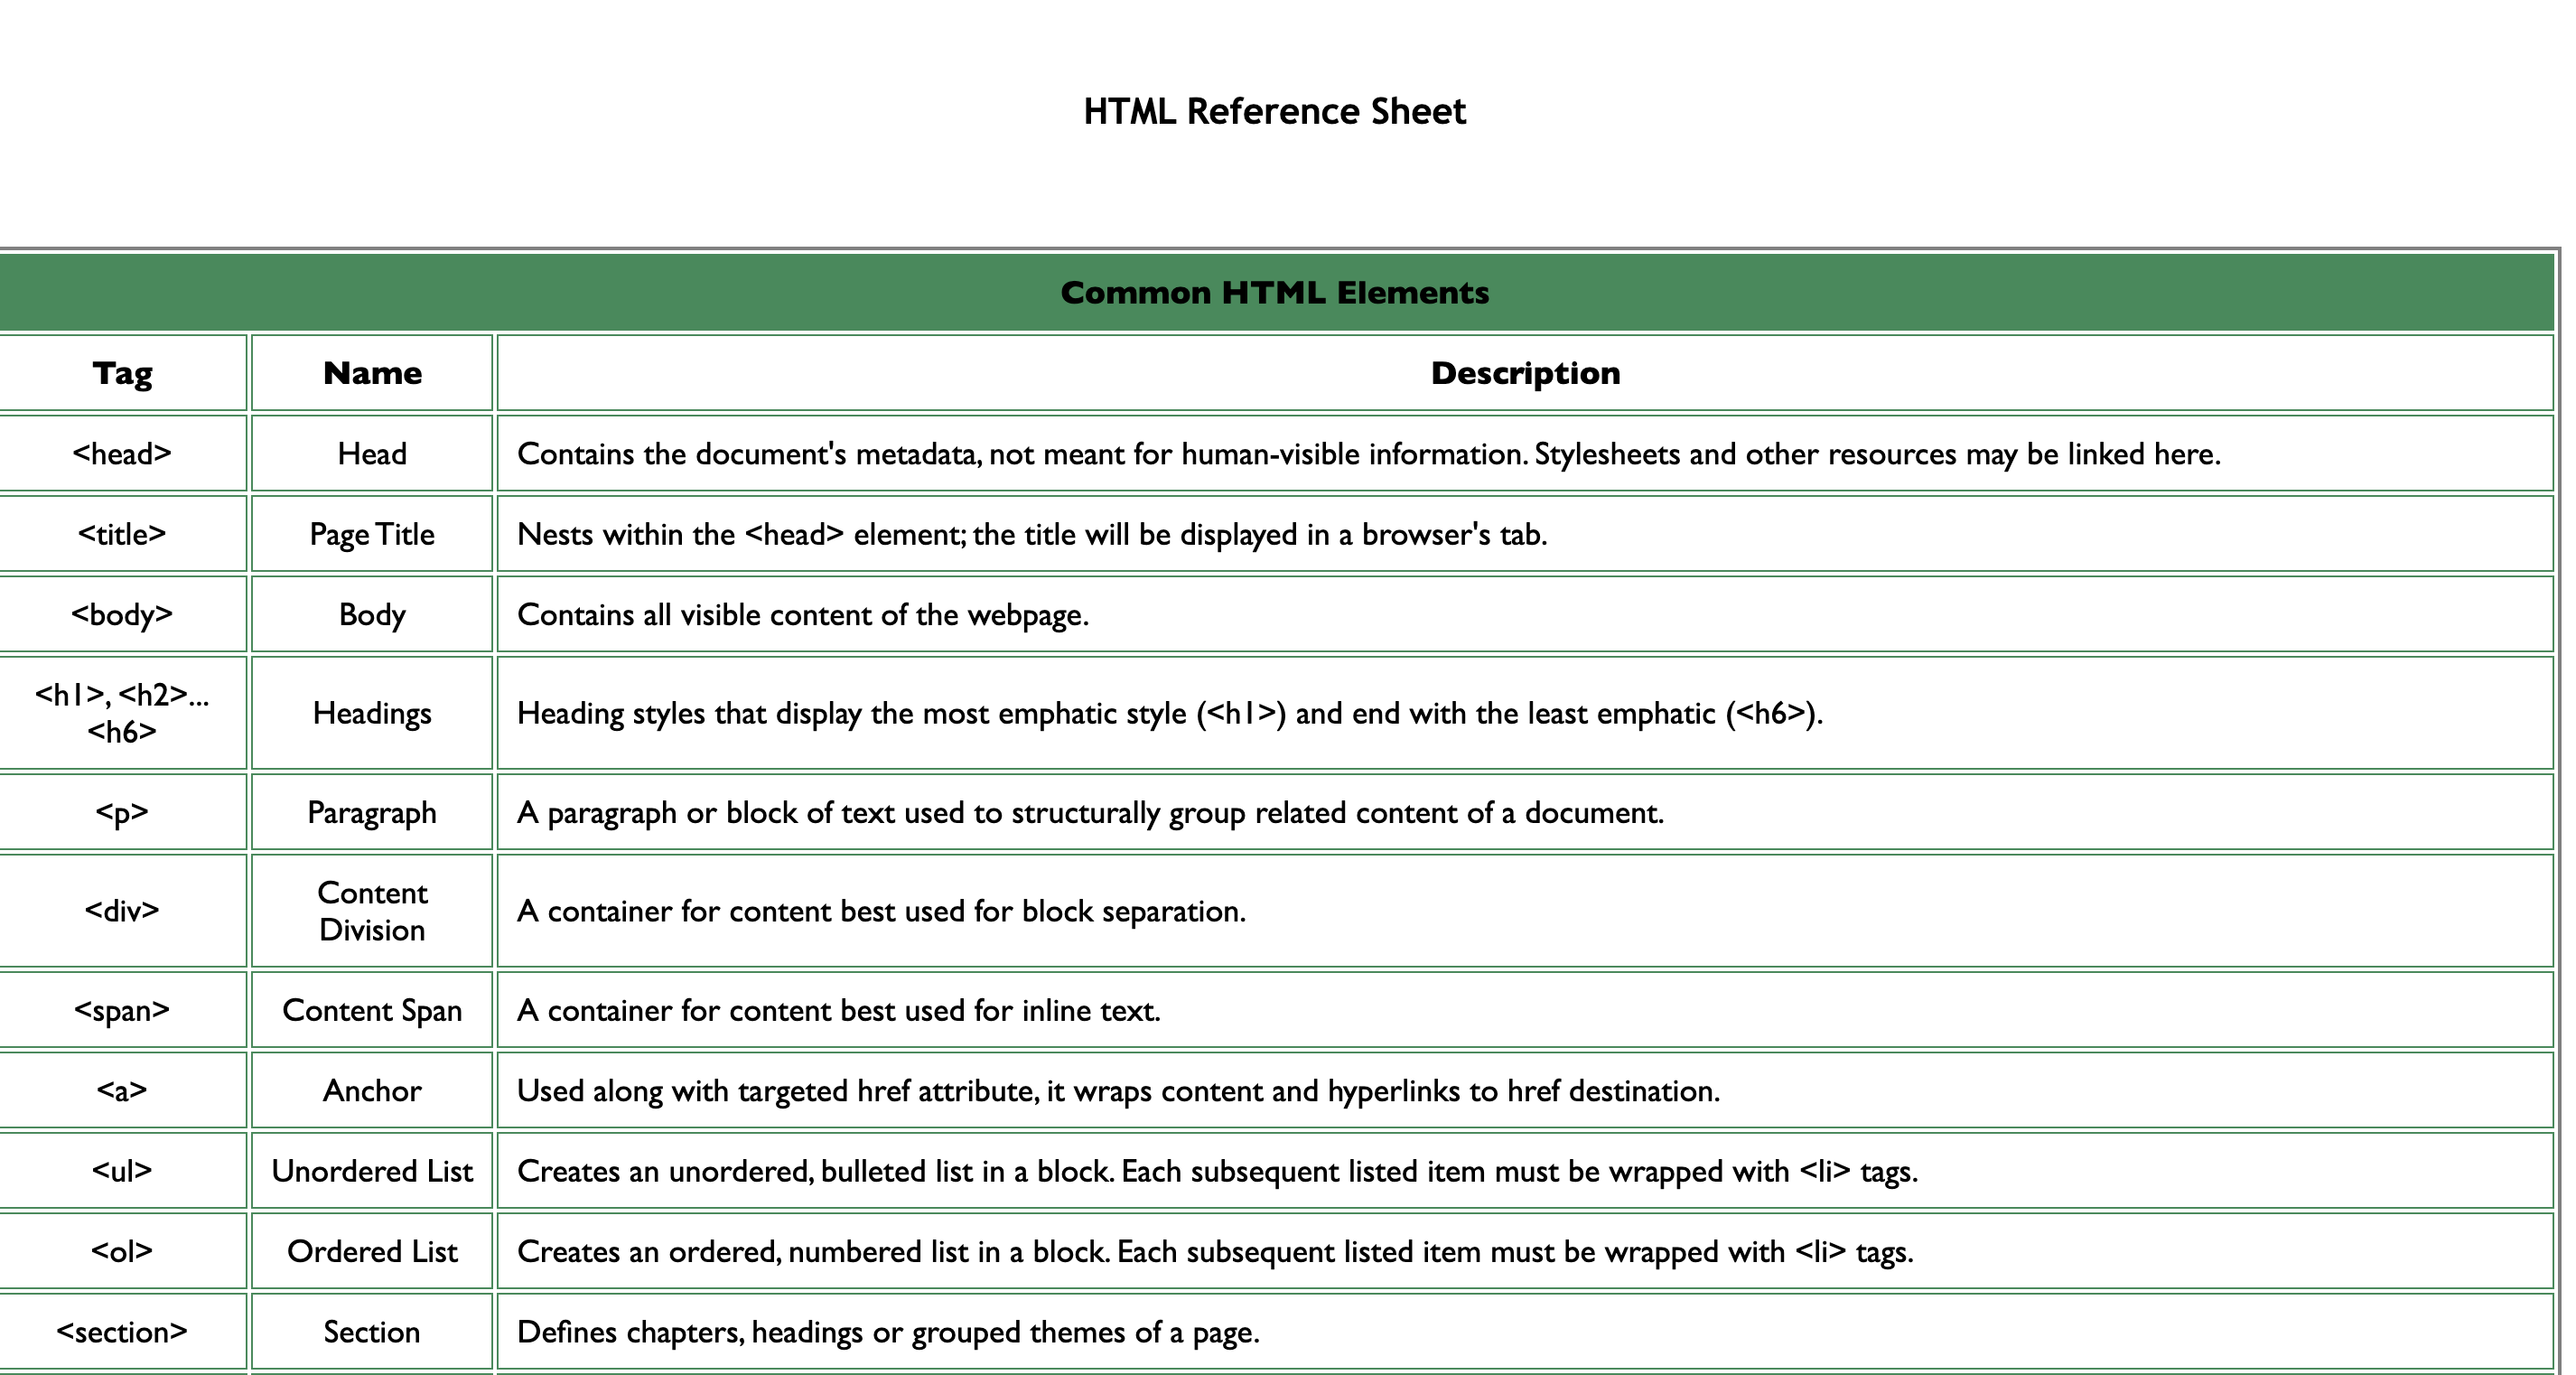 HTML Reference Sheet
Common HTML Elements
Tag Name Description
<head> Head Contains the document's metadata, not meant for human-visible information. Stylesheets and other resources may be linked here.
<title> Page Title Nests within the <head> element; the title will be displayed in a browser's tab.
<body> Body Contains all visible content of the webpage.
<h1>, <h2>...
<h6>
Headings
Heading styles that display the most emphatic style (<h1>) and end with the least emphatic (<h6>).
<p> Paragraph A paragraph or block of text used to structurally group related content of a document.
<div>
Content
Division
A container for content best used for block separation.
<span> Content Span A container for content best used for inline text.
<a> Anchor Used along with targeted href attribute, it wraps content and hyperlinks to href destination.
<ul> Unordered List Creates an unordered, bulleted list in a block. Each subsequent listed item must be wrapped with <li> tags.
<ol> Ordered List Creates an ordered, numbered list in a block. Each subsequent listed item must be wrapped with <li> tags.
<section> Section Defines chapters, headings or grouped themes of a page.